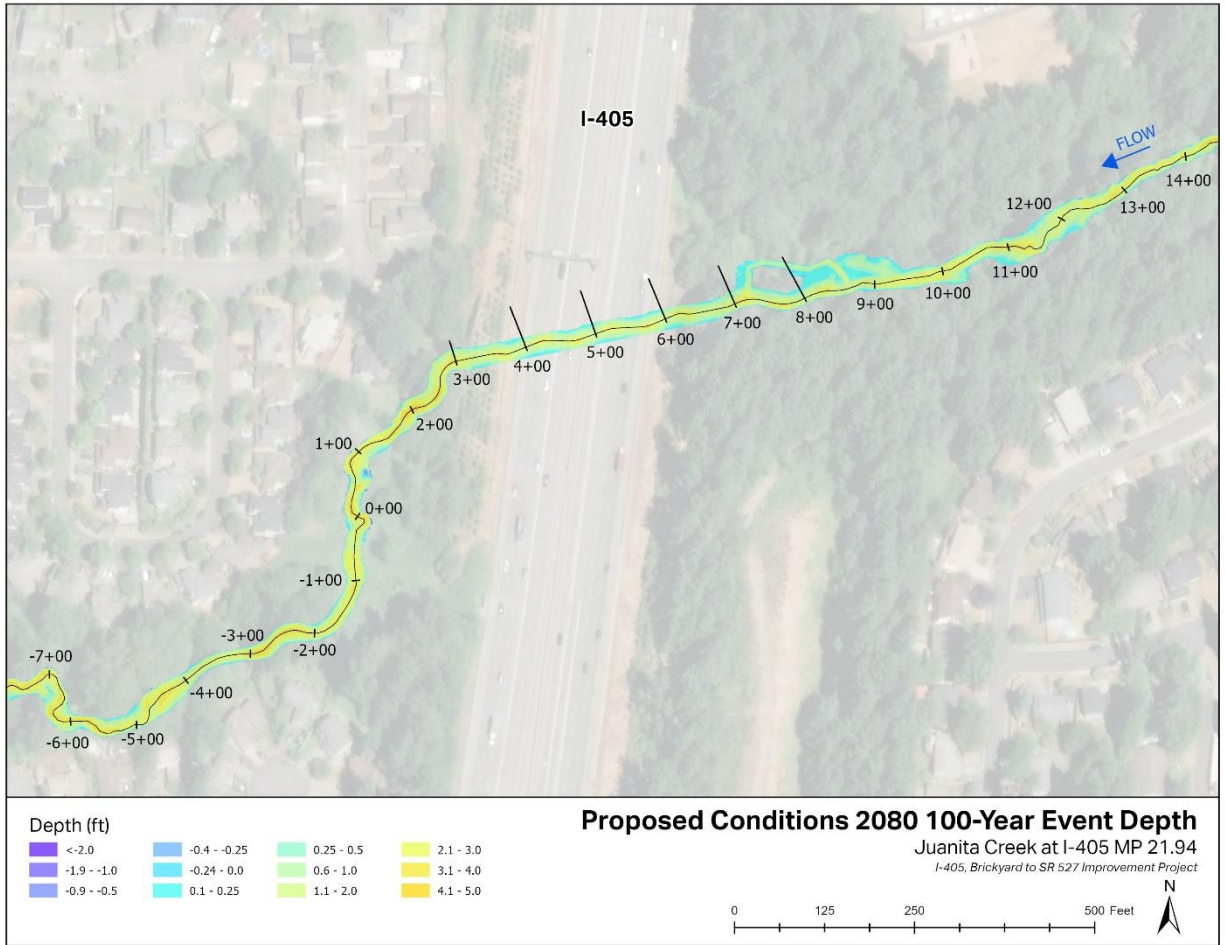 I-405
FLOW
14+00
13+00
12+00
11+00
10+00
9+00
8+00
7+00
6+00
5+00
4+00
3+00
2+00
1+00
0+00
-1+00
-2+00
-3+00
-4+00
-5+00
-6+00
-7+00
Proposed Conditions 2080 100-Year Event Depth
Juanita Creek at I-405 MP 21.94
I-405, Brickyard to SR 527 Improvement Project
Depth (ft)
<-2.0
-1.9 - -1.0
-0.9 - -0.5
-0.4 - -0.25
-0.24 - 0.0
0.1 - 0.25
0.25 - 0.5
0.6 - 1.0
1.1 - 2.0
2.1 - 3.0
3.1 - 4.0
4.1 - 5.0
0 125 250 500 Feet
N